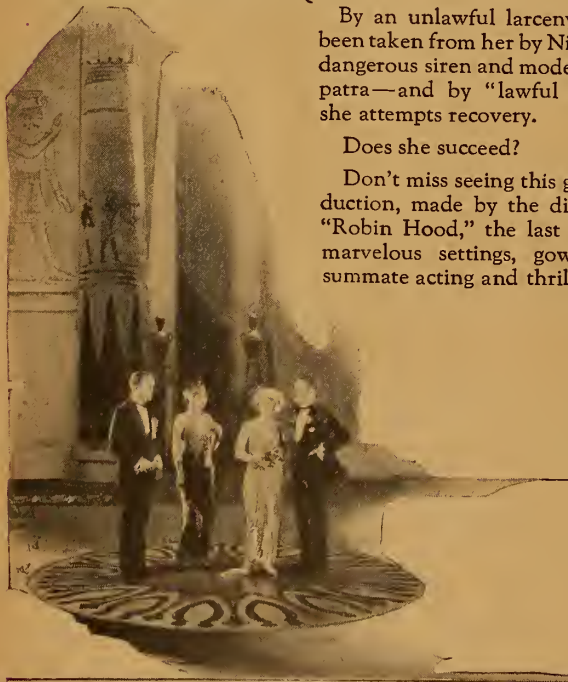 By an unlawful larceny
been taken from her by Ni
dangerous siren and mode
patra—and by “lawful
she attempts recovery.
Does she succeed?
Don't miss seeing this g
duction, made by the di
“Robin Hood,” the last
marvelous settings, gow
summate acting and thril